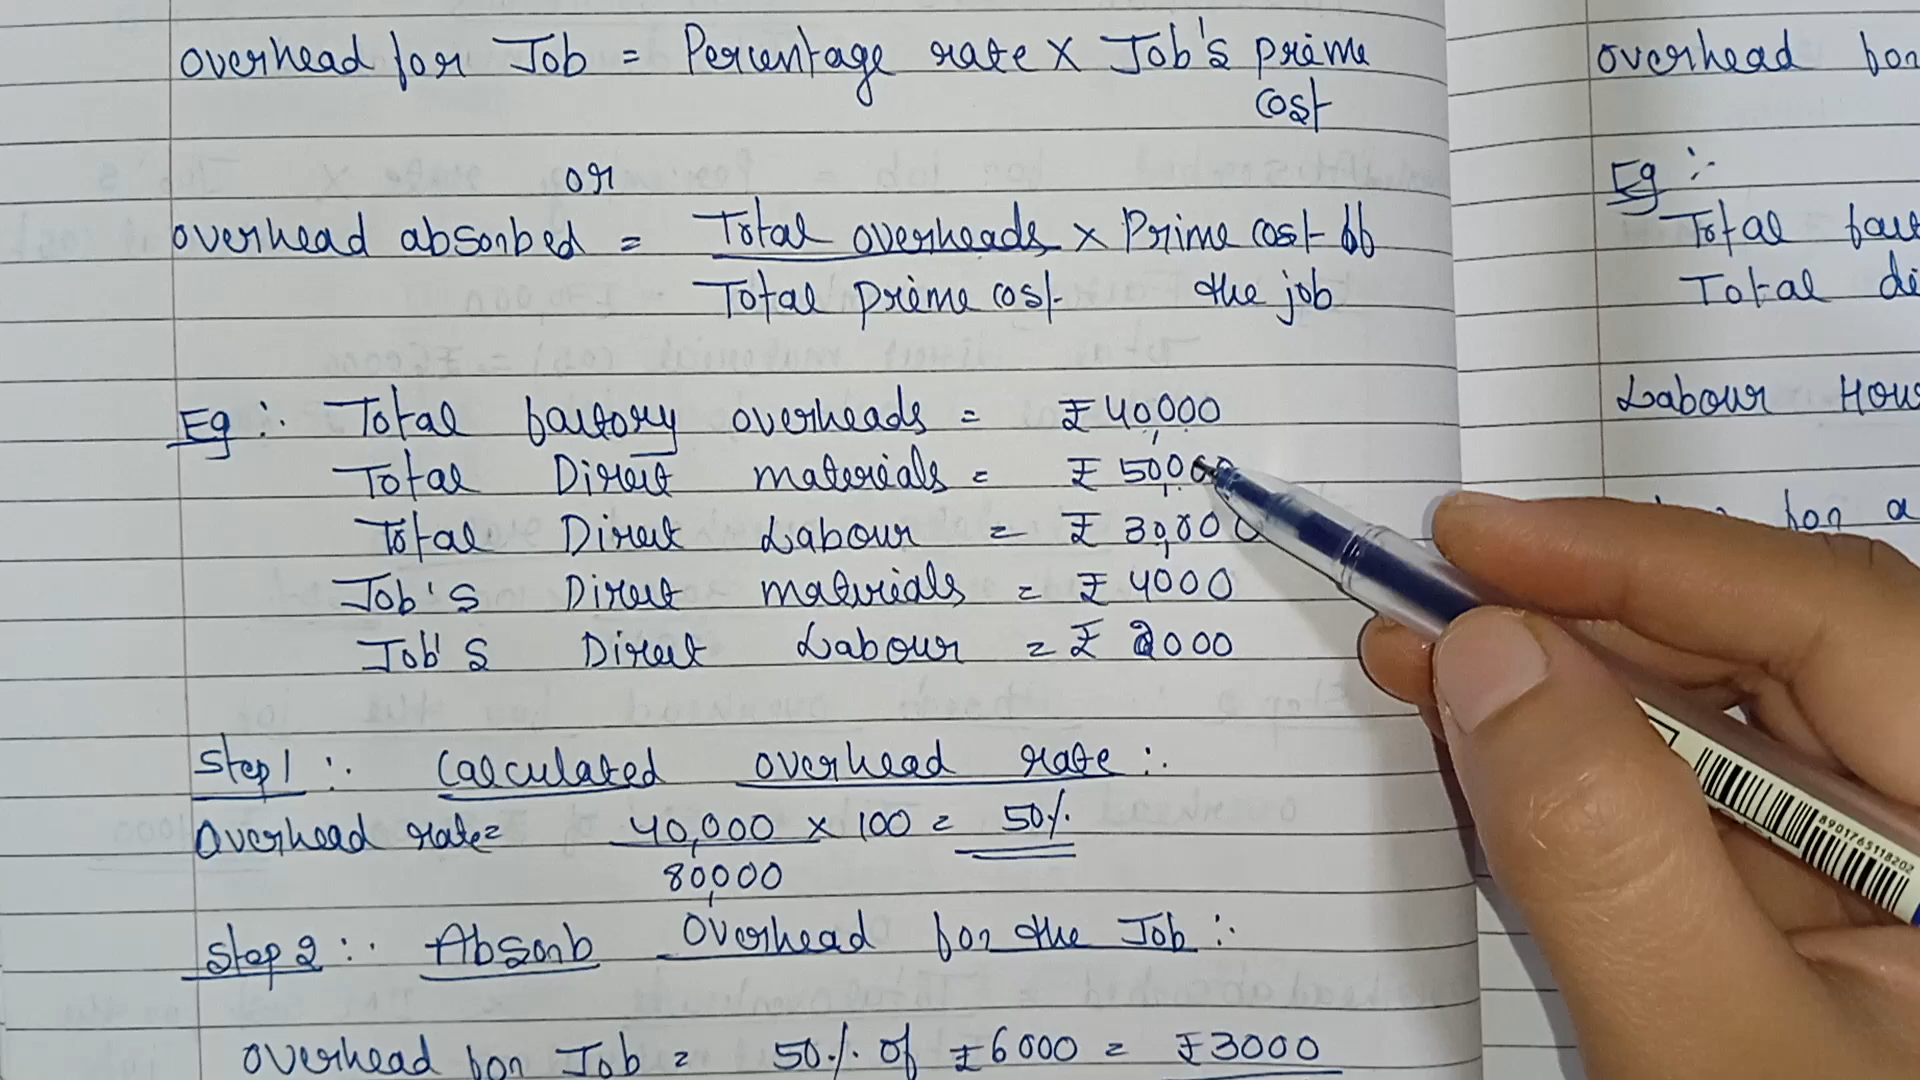 overhead for Job = Percentage rate x Job's prime
cost
or
overhead absorbed = Total overheads x Prime cost of
Total prime cost the job
Eg :- Total factory overheads = ₹ 40,000
Total Direct materials = ₹ 50,000
Total Direct Labour = ₹ 30,000
Job's Direct materials = ₹ 4000
Job's Direct Labour = ₹ 2000
Step 1 :- Calculated overhead rate :-
Overhead rate = 40,000 x 100 = 50%
80,000
Step 2 :- Absorb overhead for the Job :-
overhead for Job = 50% of ₹6000 = ₹3000
overhead for
Eg :-
Total
Total
Labour
for a
8901765118202